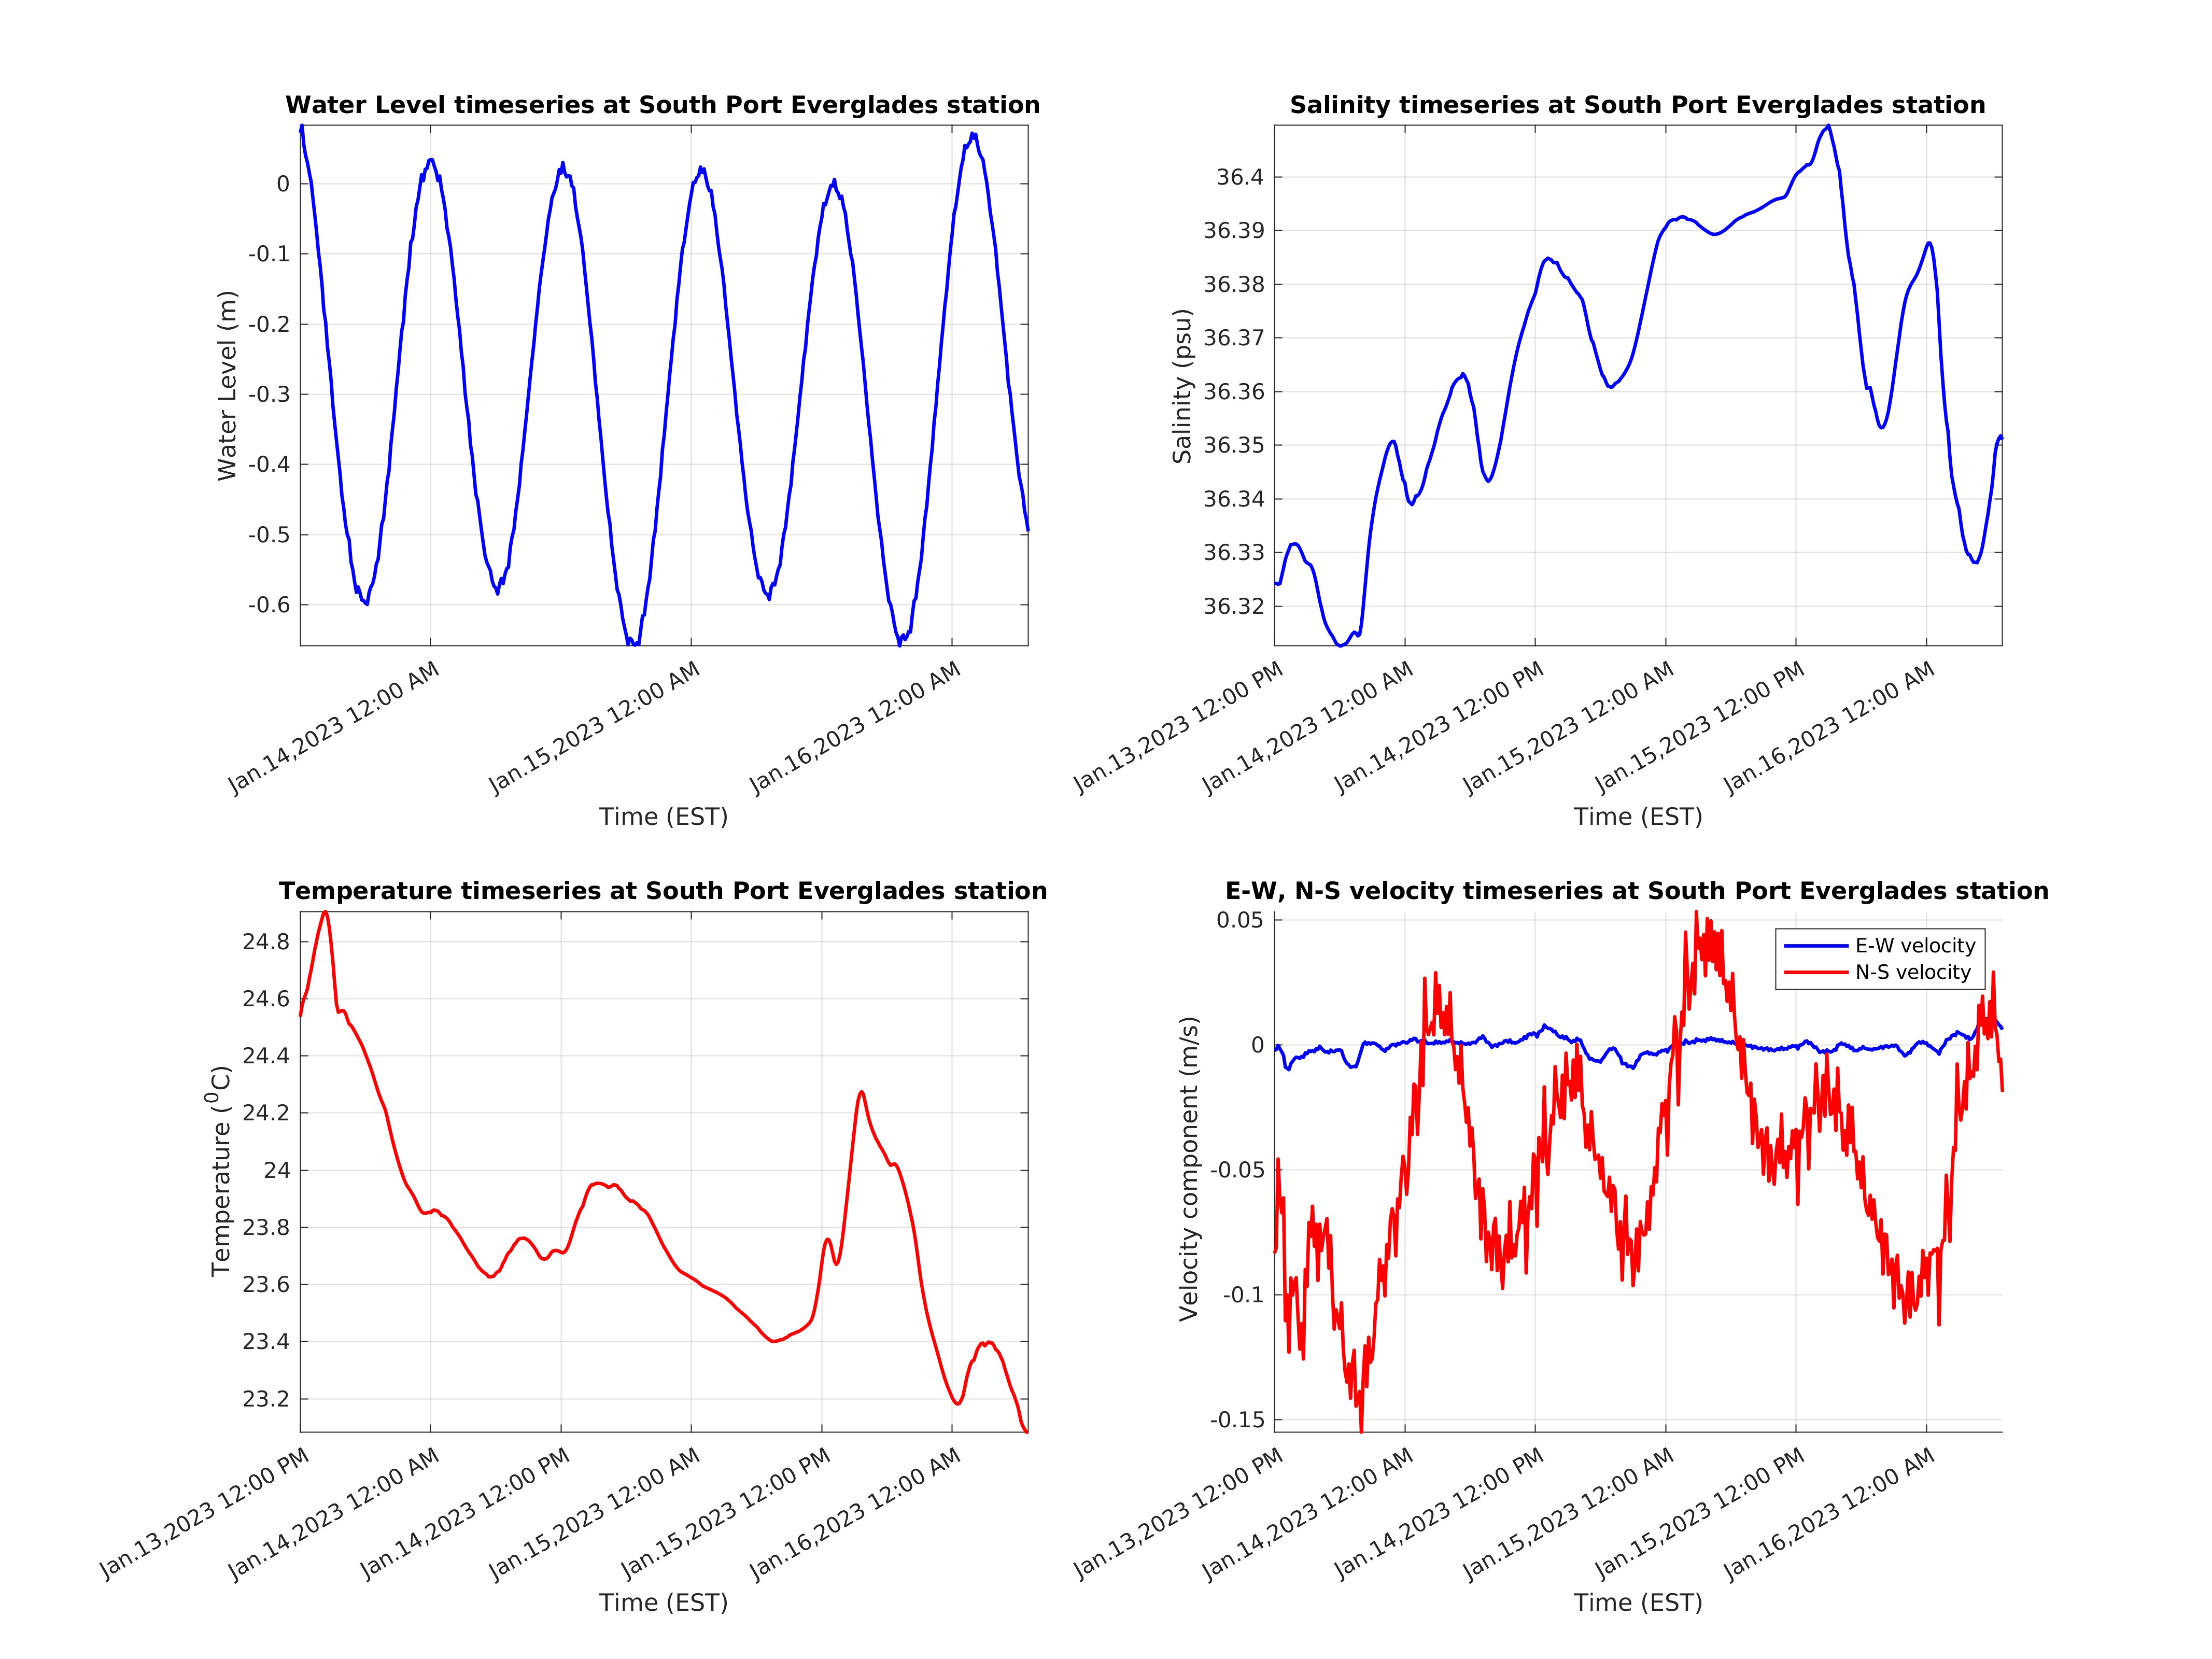 Water Level timeseries at South Port Everglades station
Water Level (m)
0
-0.1
-0.2
-0.3
-0.4
-0.5
-0.6
Jan.14,2023 12:00 AM
Jan.15,2023 12:00 AM
Jan.16,2023 12:00 AM
Time (EST)
Salinity timeseries at South Port Everglades station
Salinity (psu)
36.4
36.39
36.38
36.37
36.36
36.35
36.34
36.33
36.32
Jan.13,2023 12:00 PM
Jan.14,2023 12:00 AM
Jan.14,2023 12:00 PM
Jan.15,2023 12:00 AM
Jan.15,2023 12:00 PM
Jan.16,2023 12:00 AM
Time (EST)
Temperature timeseries at South Port Everglades station
Temperature (⁰C)
24.8
24.6
24.4
24.2
24
23.8
23.6
23.4
23.2
Jan.13,2023 12:00 PM
Jan.14,2023 12:00 AM
Jan.14,2023 12:00 PM
Jan.15,2023 12:00 AM
Jan.15,2023 12:00 PM
Jan.16,2023 12:00 AM
Time (EST)
E-W, N-S velocity timeseries at South Port Everglades station
Velocity component (m/s)
0.05
0
-0.05
-0.1
-0.15
E-W velocity
N-S velocity
Jan.13,2023 12:00 PM
Jan.14,2023 12:00 AM
Jan.14,2023 12:00 PM
Jan.15,2023 12:00 AM
Jan.15,2023 12:00 PM
Jan.16,2023 12:00 AM
Time (EST)